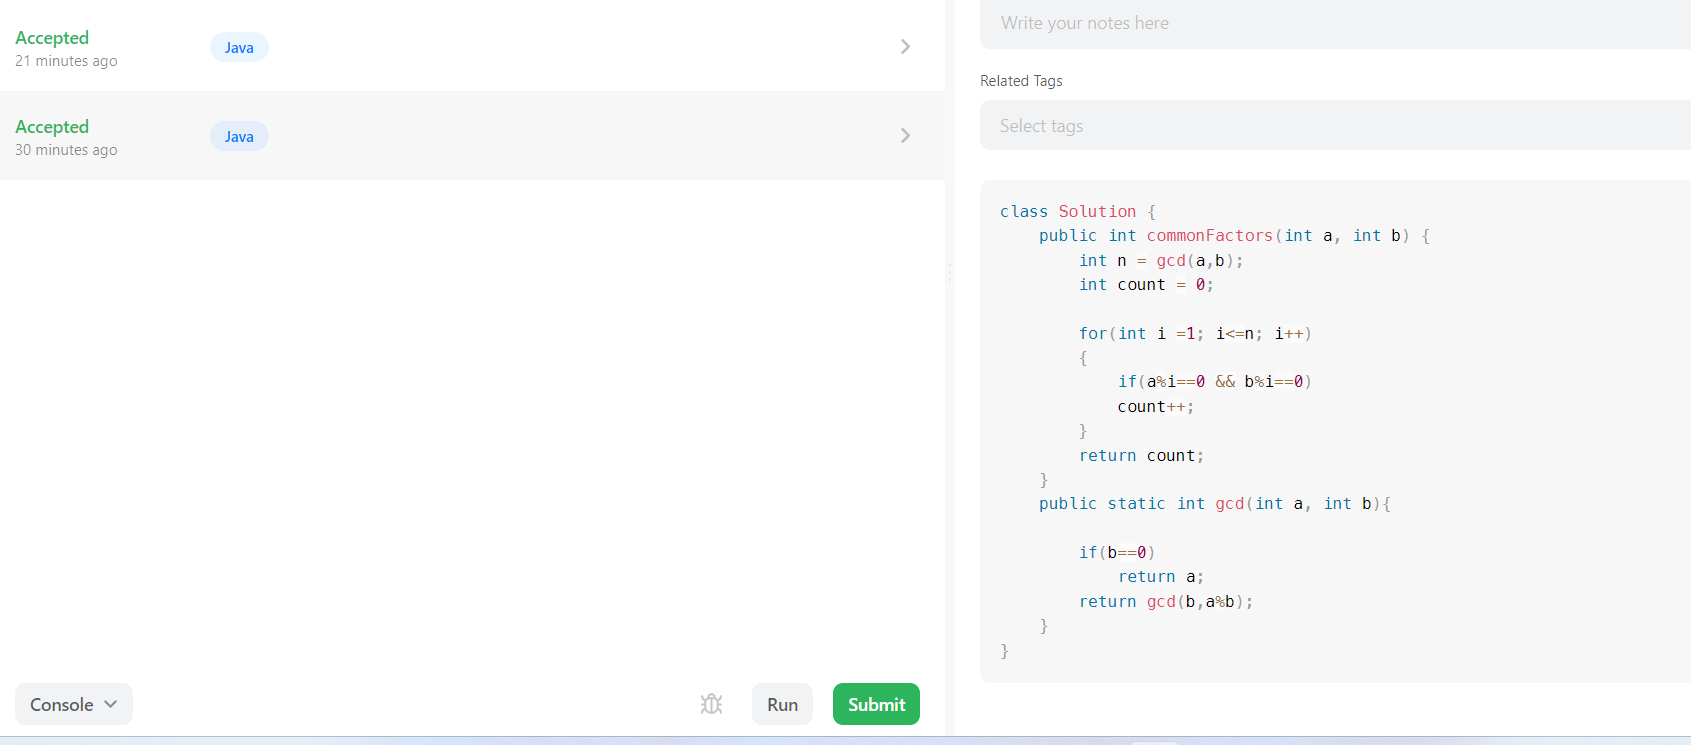 Accepted
21 minutes ago
Java
Accepted
30 minutes ago
Java
Console
Run
Submit
Write your notes here
Related Tags
Select tags
class Solution {
    public int commonFactors(int a, int b) {
        int n = gcd(a,b);
        int count = 0;

        for(int i =1; i<=n; i++)
        {
            if(a%i==0 && b%i==0)
            count++;
        }
        return count;
    }
    public static int gcd(int a, int b){

        if(b==0)
            return a;
        return gcd(b,a%b);
    }
}